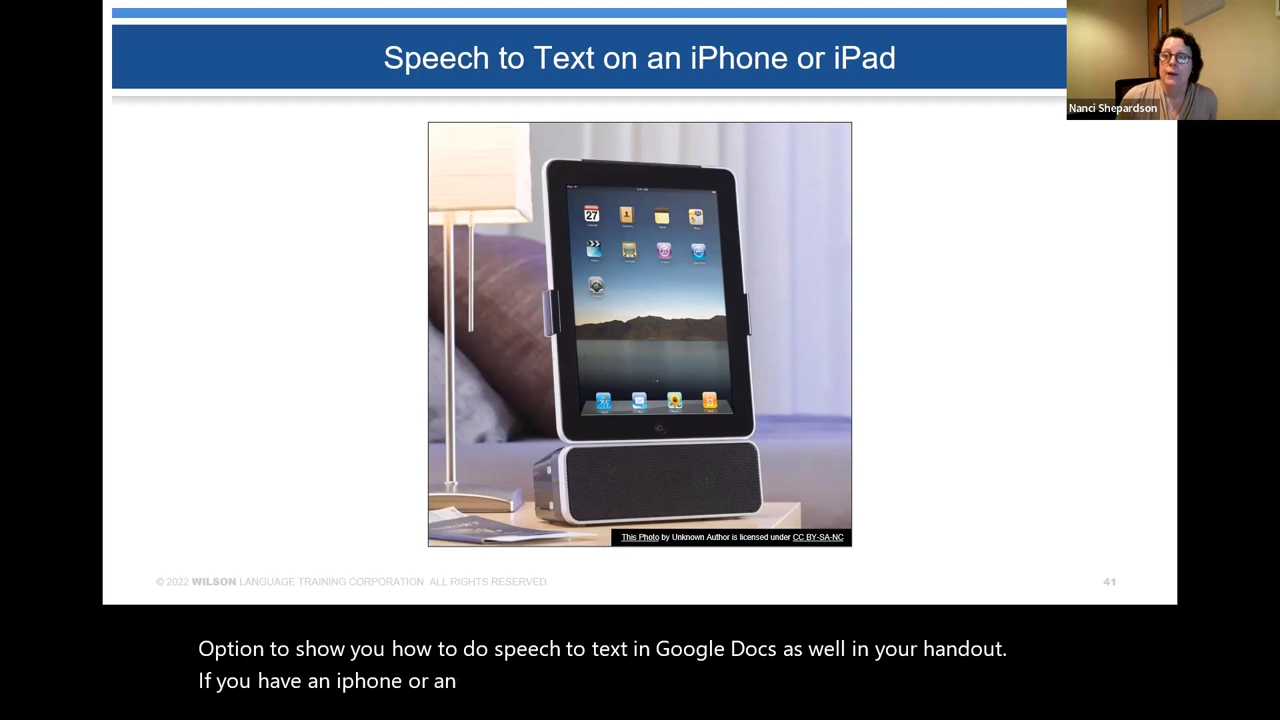 Speech to Text on an iPhone or iPad
Nanci Shepardson
27
This Photo by Unknown Author is licensed under CC BY-SA-NC
© 2022 WILSON LANGUAGE TRAINING CORPORATION. ALL RIGHTS RESERVED
41
Option to show you how to do speech to text in Google Docs as well in your handout.
If you have an iphone or an